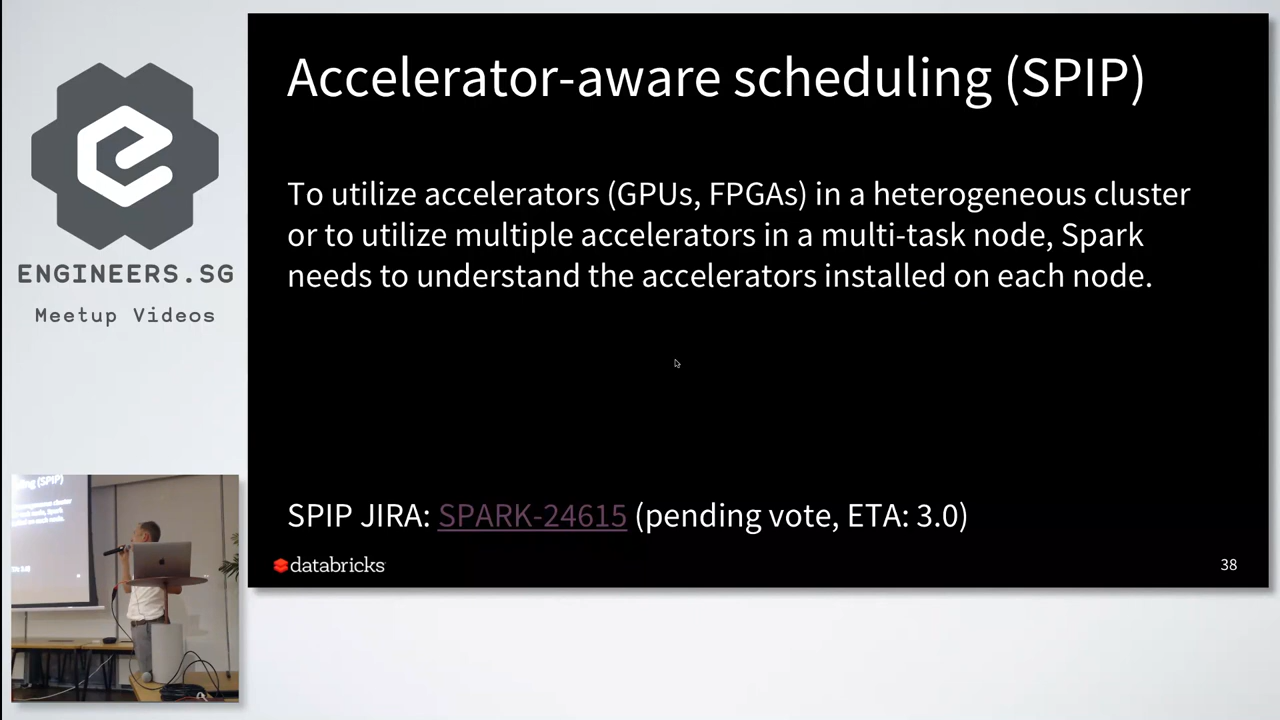 Accelerator-aware scheduling (SPIP)
To utilize accelerators (GPUs, FPGAs) in a heterogeneous cluster
or to utilize multiple accelerators in a multi-task node, Spark
needs to understand the accelerators installed on each node.
SPIP JIRA: SPARK-24615 (pending vote, ETA: 3.0)
databricks
38
ENGINEERS.SG
Meetup Videos